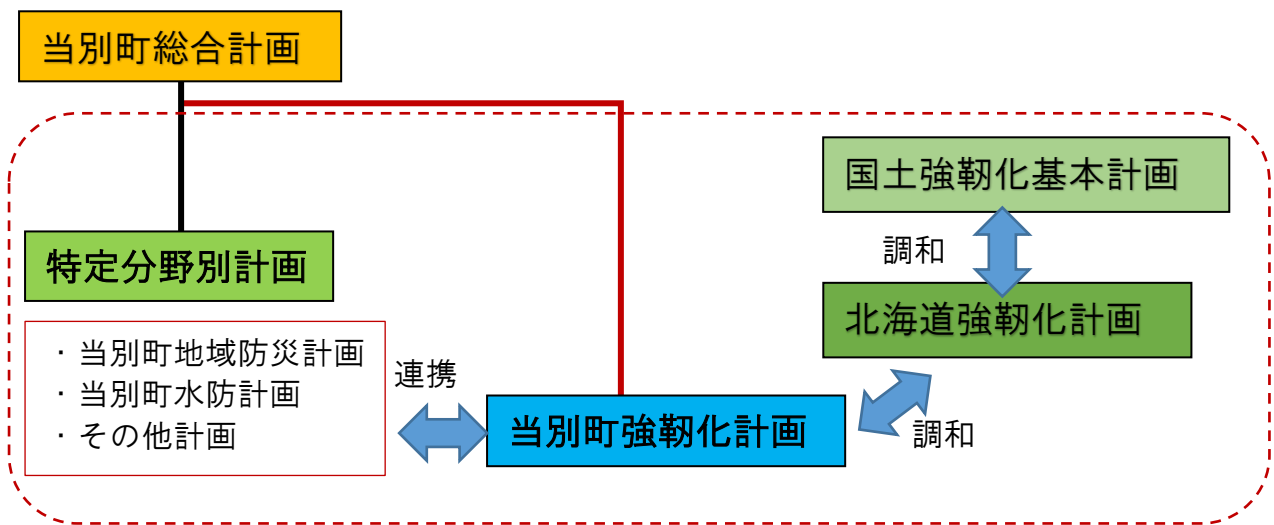 当別町総合計画
国土強靭化基本計画
調和
特定分野別計画
北海道強靭化計画
・当別町地域防災計画
・当別町水防計画
・その他計画
連携
当別町強靭化計画
調和